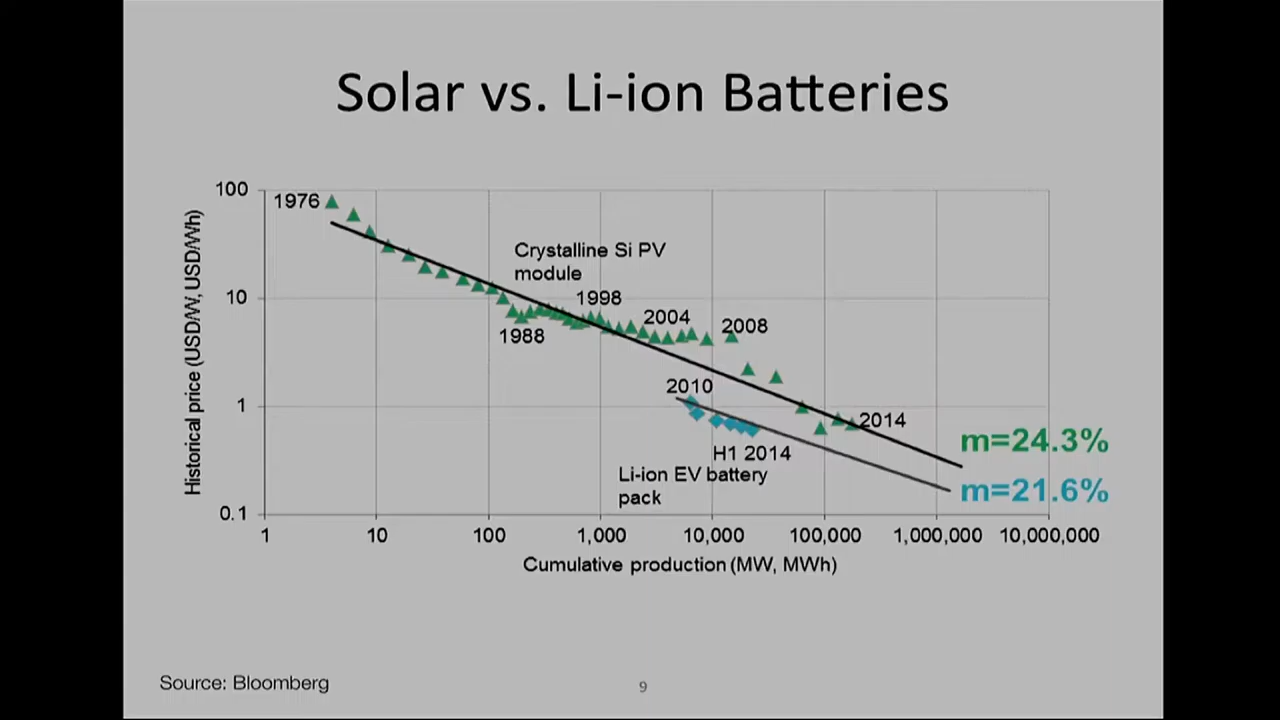 Solar vs. Li-ion Batteries
Historical price (USD/W, USD/Wh)
100
10
1
0.1
1976
Crystalline Si PV
module
1998
1988
2004
2008
2010
2014
H1 2014
Li-ion EV battery
pack
m=24.3%
m=21.6%
1
10
100
1,000
10,000
100,000
1,000,000
10,000,000
Cumulative production (MW, MWh)
Source: Bloomberg
9